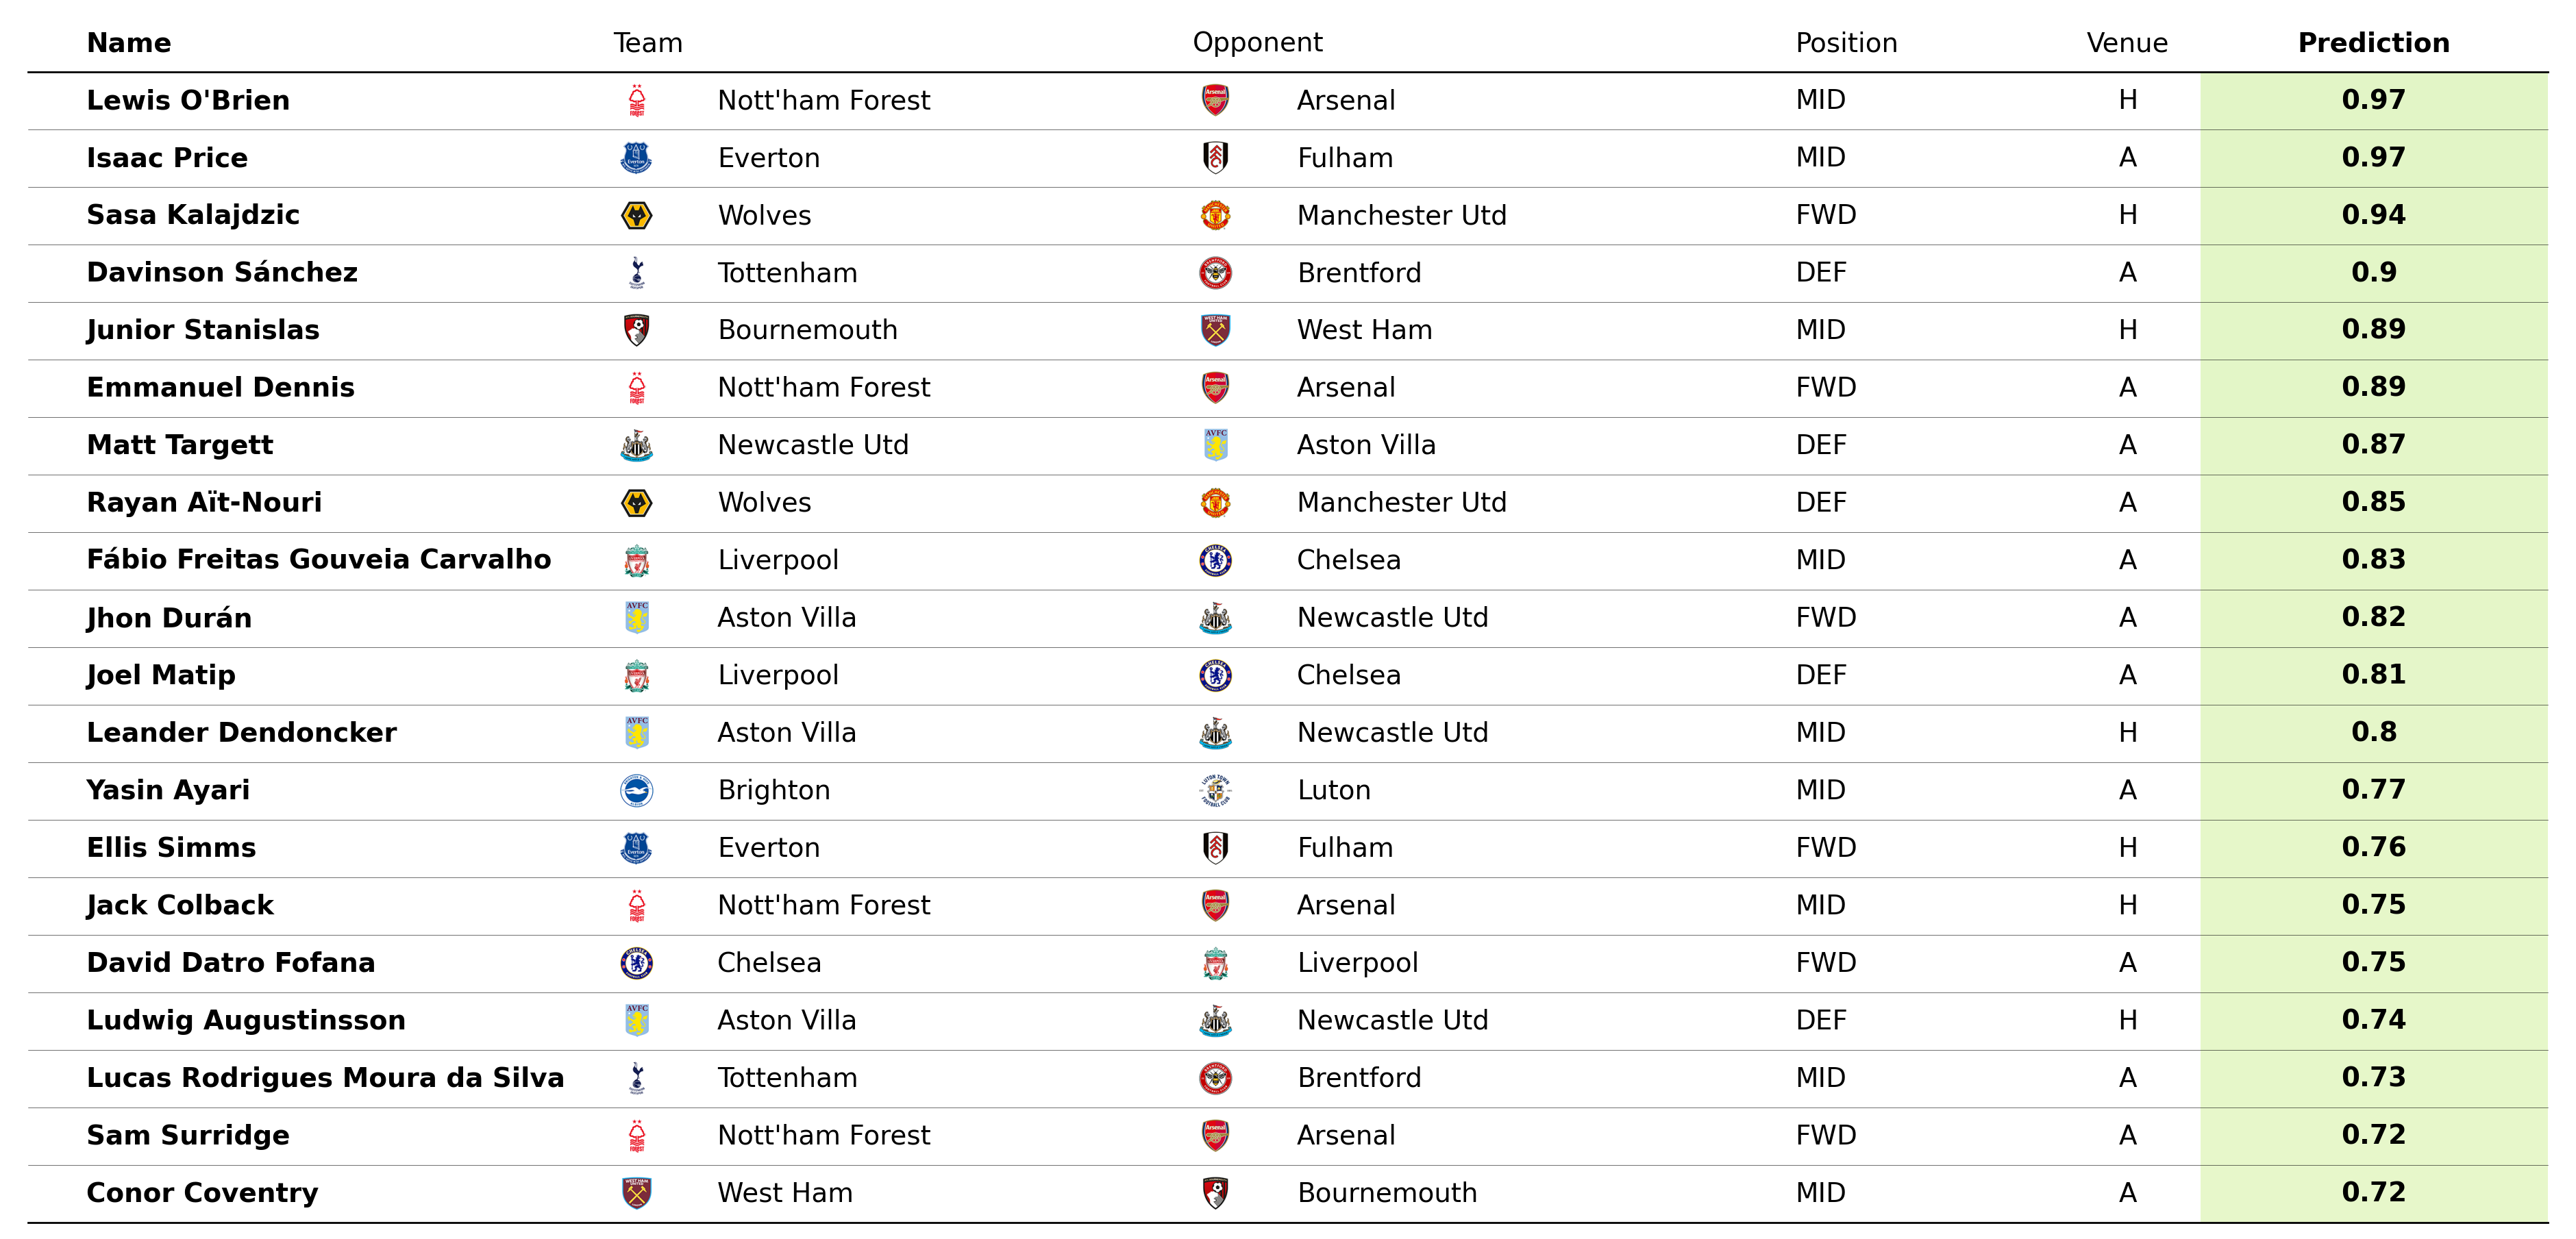 Name Team Opponent Position Venue Prediction
Lewis O'Brien Nott'ham Forest Arsenal MID H 0.97
Isaac Price Everton Fulham MID A 0.97
Sasa Kalajdzic Wolves Manchester Utd FWD H 0.94
Davinson Sánchez Tottenham Brentford DEF A 0.9
Junior Stanislas Bournemouth West Ham MID H 0.89
Emmanuel Dennis Nott'ham Forest Arsenal FWD A 0.89
Matt Targett Newcastle Utd Aston Villa DEF A 0.87
Rayan Aït-Nouri Wolves Manchester Utd DEF A 0.85
Fábio Freitas Gouveia Carvalho Liverpool Chelsea MID A 0.83
Jhon Durán Aston Villa Newcastle Utd FWD A 0.82
Joel Matip Liverpool Chelsea DEF A 0.81
Leander Dendoncker Aston Villa Newcastle Utd MID H 0.8
Yasin Ayari Brighton Luton MID A 0.77
Ellis Simms Everton Fulham FWD H 0.76
Jack Colback Nott'ham Forest Arsenal MID H 0.75
David Datro Fofana Chelsea Liverpool FWD A 0.75
Ludwig Augustinsson Aston Villa Newcastle Utd DEF H 0.74
Lucas Rodrigues Moura da Silva Tottenham Brentford MID A 0.73
Sam Surridge Nott'ham Forest Arsenal FWD A 0.72
Conor Coventry West Ham Bournemouth MID A 0.72